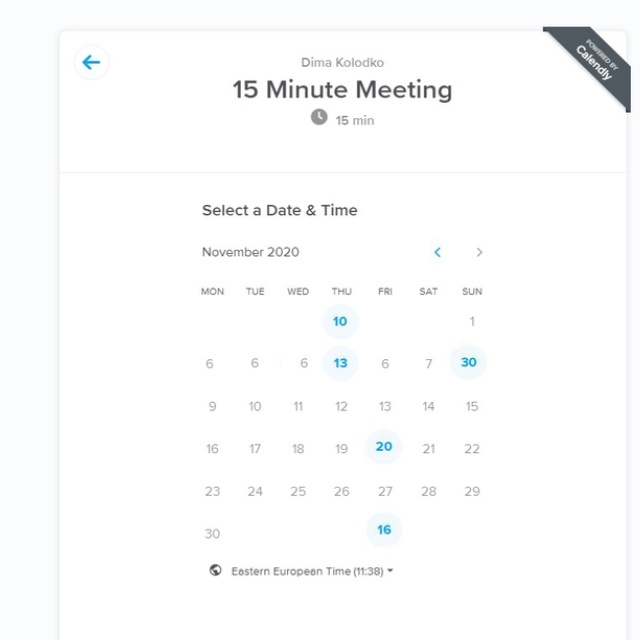 POWERED BY
Calendly
Dima Kolodko
15 Minute Meeting
15 min
Select a Date & Time
November 2020
MON TUE WED THU FRI SAT SUN
10 1
6 6 6 13 6 7 30
9 10 11 12 13 14 15
16 17 18 19 20 21 22
23 24 25 26 27 28 29
30 16
Eastern European Time (11:38)